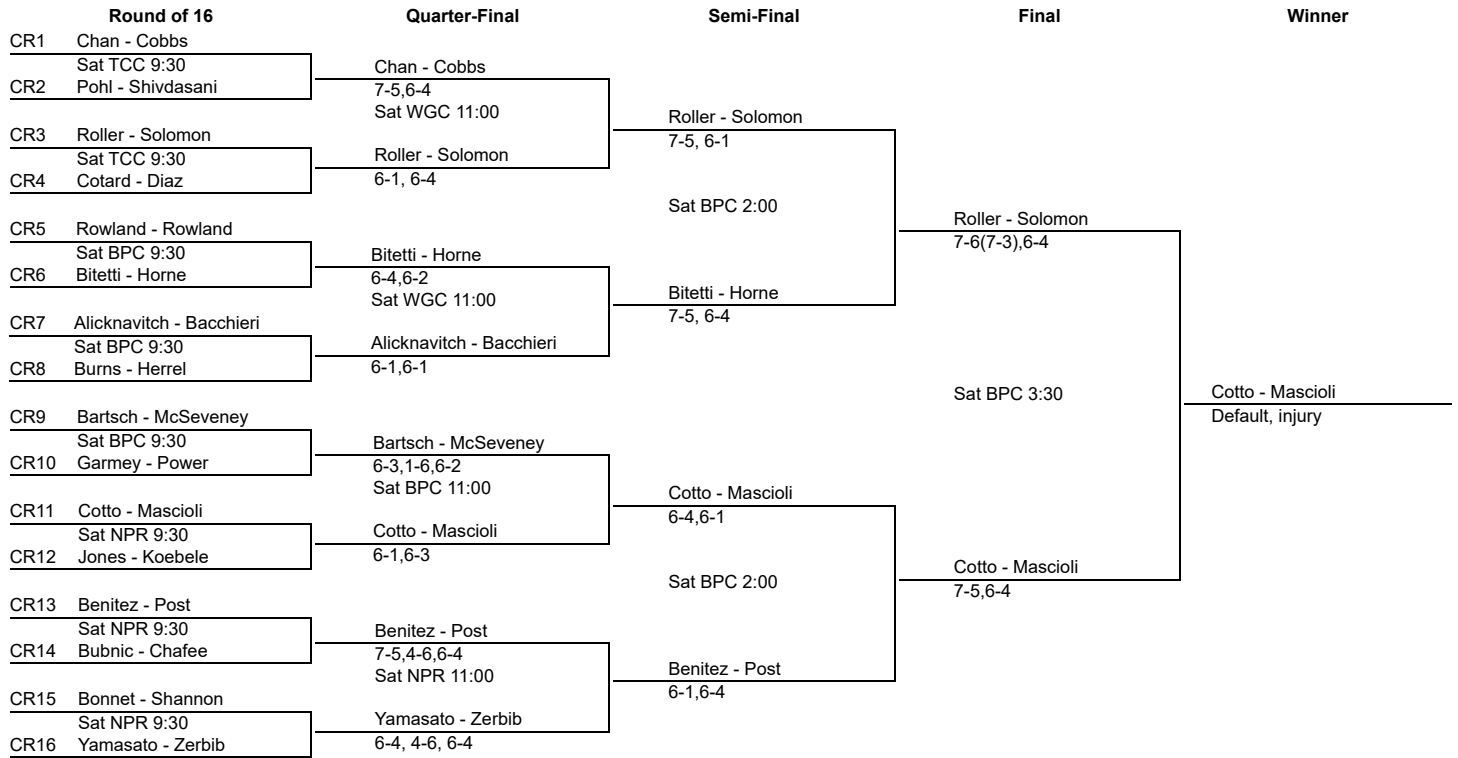 Round of 16
Quarter-Final
Semi-Final
Final
Winner
CR1 Chan - Cobbs
Sat TCC 9:30
CR2 Pohl - Shivdasani
CR3 Roller - Solomon
Sat TCC 9:30
CR4 Cotard - Diaz
CR5 Rowland - Rowland
Sat BPC 9:30
CR6 Bitetti - Horne
CR7 Alicknavitch - Bacchieri
Sat BPC 9:30
CR8 Burns - Herrel
CR9 Bartsch - McSeveney
Sat BPC 9:30
CR10 Garmey - Power
CR11 Cotto - Mascioli
Sat NPR 9:30
CR12 Jones - Koebele
CR13 Benitez - Post
Sat NPR 9:30
CR14 Bubnic - Chafee
CR15 Bonnet - Shannon
Sat NPR 9:30
CR16 Yamasato - Zerbib
Chan - Cobbs
7-5,6-4
Sat WGC 11:00
Roller - Solomon
6-1, 6-4
Bitetti - Horne
6-4,6-2
Sat WGC 11:00
Alicknavitch - Bacchieri
6-1,6-1
Bartsch - McSeveney
6-3,1-6,6-2
Sat BPC 11:00
Cotto - Mascioli
6-1,6-3
Benitez - Post
7-5,4-6,6-4
Sat NPR 11:00
Yamasato - Zerbib
6-4, 4-6, 6-4
Roller - Solomon
7-5, 6-1
Sat BPC 2:00
Bitetti - Horne
7-5, 6-4
Cotto - Mascioli
6-4,6-1
Sat BPC 2:00
Benitez - Post
6-1,6-4
Roller - Solomon
7-6(7-3),6-4
Sat BPC 3:30
Cotto - Mascioli
7-5,6-4
Cotto - Mascioli
Default, injury